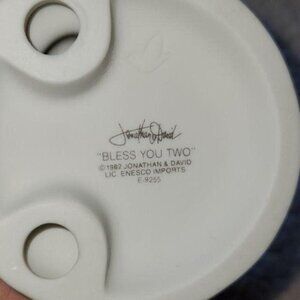 Jonathan & David
"BLESS YOU TWO"
© 1982 JONATHAN & DAVID
LIC. ENESCO IMPORTS
E-9255